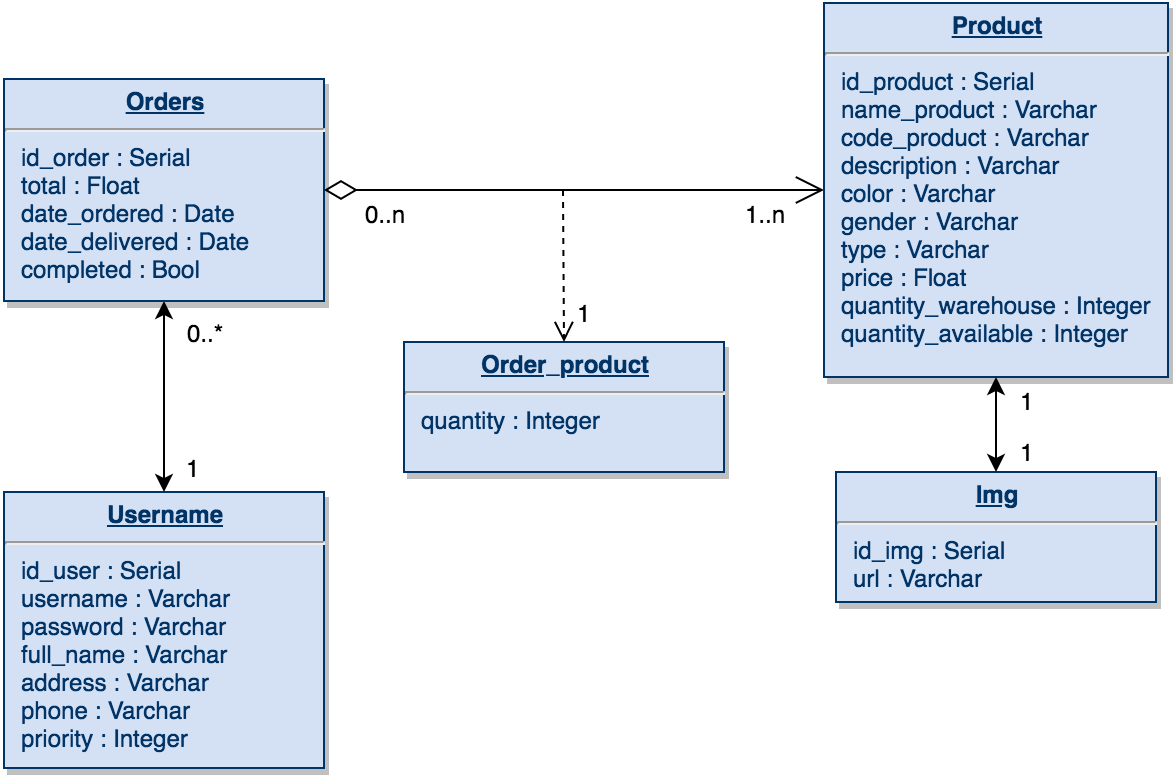 Product
id_product : Serial
name_product : Varchar
code_product : Varchar
description : Varchar
color : Varchar
gender : Varchar
type : Varchar
price : Float
quantity_warehouse : Integer
quantity_available : Integer
Orders
id_order : Serial
total : Float
date_ordered : Date
date_delivered : Date
completed : Bool
0..n
1..n
0..*
1
1
Order_product
quantity : Integer
1
1
Username
id_user : Serial
username : Varchar
password : Varchar
full_name : Varchar
address : Varchar
phone : Varchar
priority : Integer
Img
id_img : Serial
url : Varchar